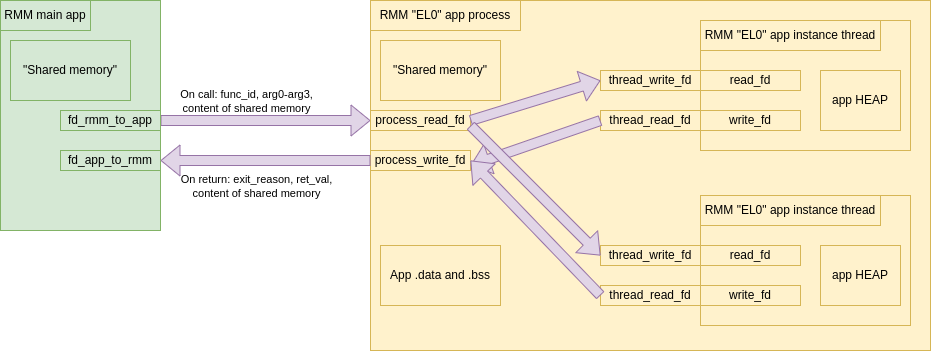 RMM main app
"Shared memory"
fd_rmm_to_app
fd_app_to_rmm
On call: func_id, arg0-arg3,
content of shared memory
On return: exit_reason, ret_val,
content of shared memory
RMM "EL0" app process
"Shared memory"
process_read_fd
process_write_fd
App .data and .bss
RMM "EL0" app instance thread
thread_write_fd
read_fd
thread_read_fd
write_fd
app HEAP
RMM "EL0" app instance thread
thread_write_fd
read_fd
thread_read_fd
write_fd
app HEAP